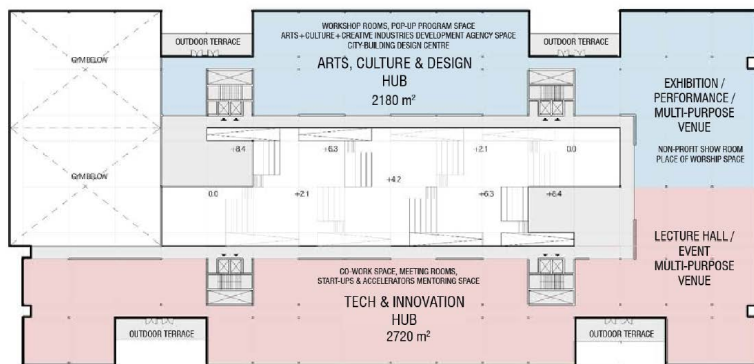 WORKSHOP ROOMS, POP-UP PROGRAM SPACE
ARTS+CULTURE+CREATIVE INDUSTRIES DEVELOPMENT AGENCY SPACE
CITY-BUILDING DESIGN CENTRE
ARTS, CULTURE & DESIGN
HUB
2180 m²
OUTDOOR TERRACE
OUTDOOR TERRACE
GYM BELOW
GYM BELOW
EXHIBITION /
PERFORMANCE /
MULTI-PURPOSE
VENUE
NON-PROFIT SHOW ROOM
PLACE OF WORSHIP SPACE
+8.4
+6.3
+2.1
0.0
+4.2
0.0
+2.1
+6.3
+8.4
LECTURE HALL /
EVENT
MULTI-PURPOSE
VENUE
CO-WORK SPACE, MEETING ROOMS,
START-UPS & ACCELERATORS MENTORING SPACE
TECH & INNOVATION
HUB
2720 m²
OUTDOOR TERRACE
OUTDOOR TERRACE